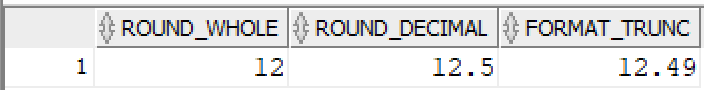 ROUND_WHOLE ROUND_DECIMAL FORMAT_TRUNC
1 12 12.5 12.49